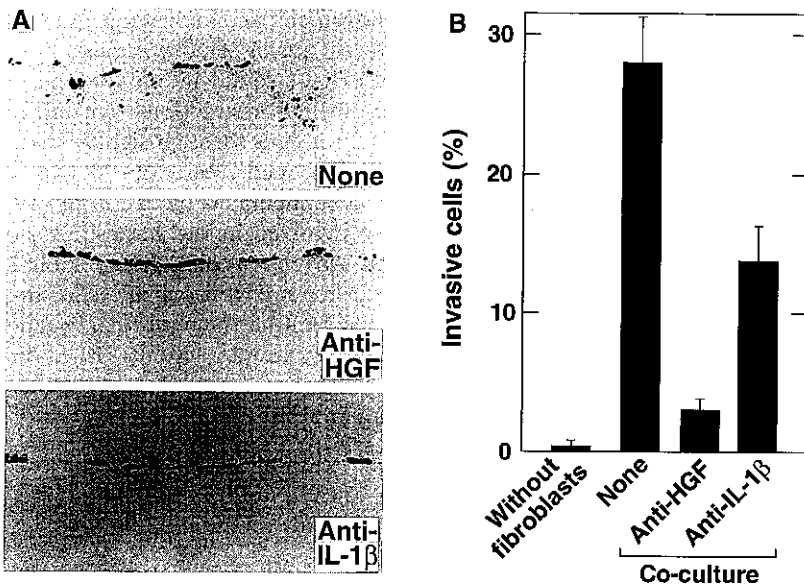 A
None
Anti-
HGF
Anti-
IL-1β
B
Invasive cells (%)
30
20
10
0
Without
fibroblasts
None
Anti-HGF
Anti-IL-1β
Co-culture